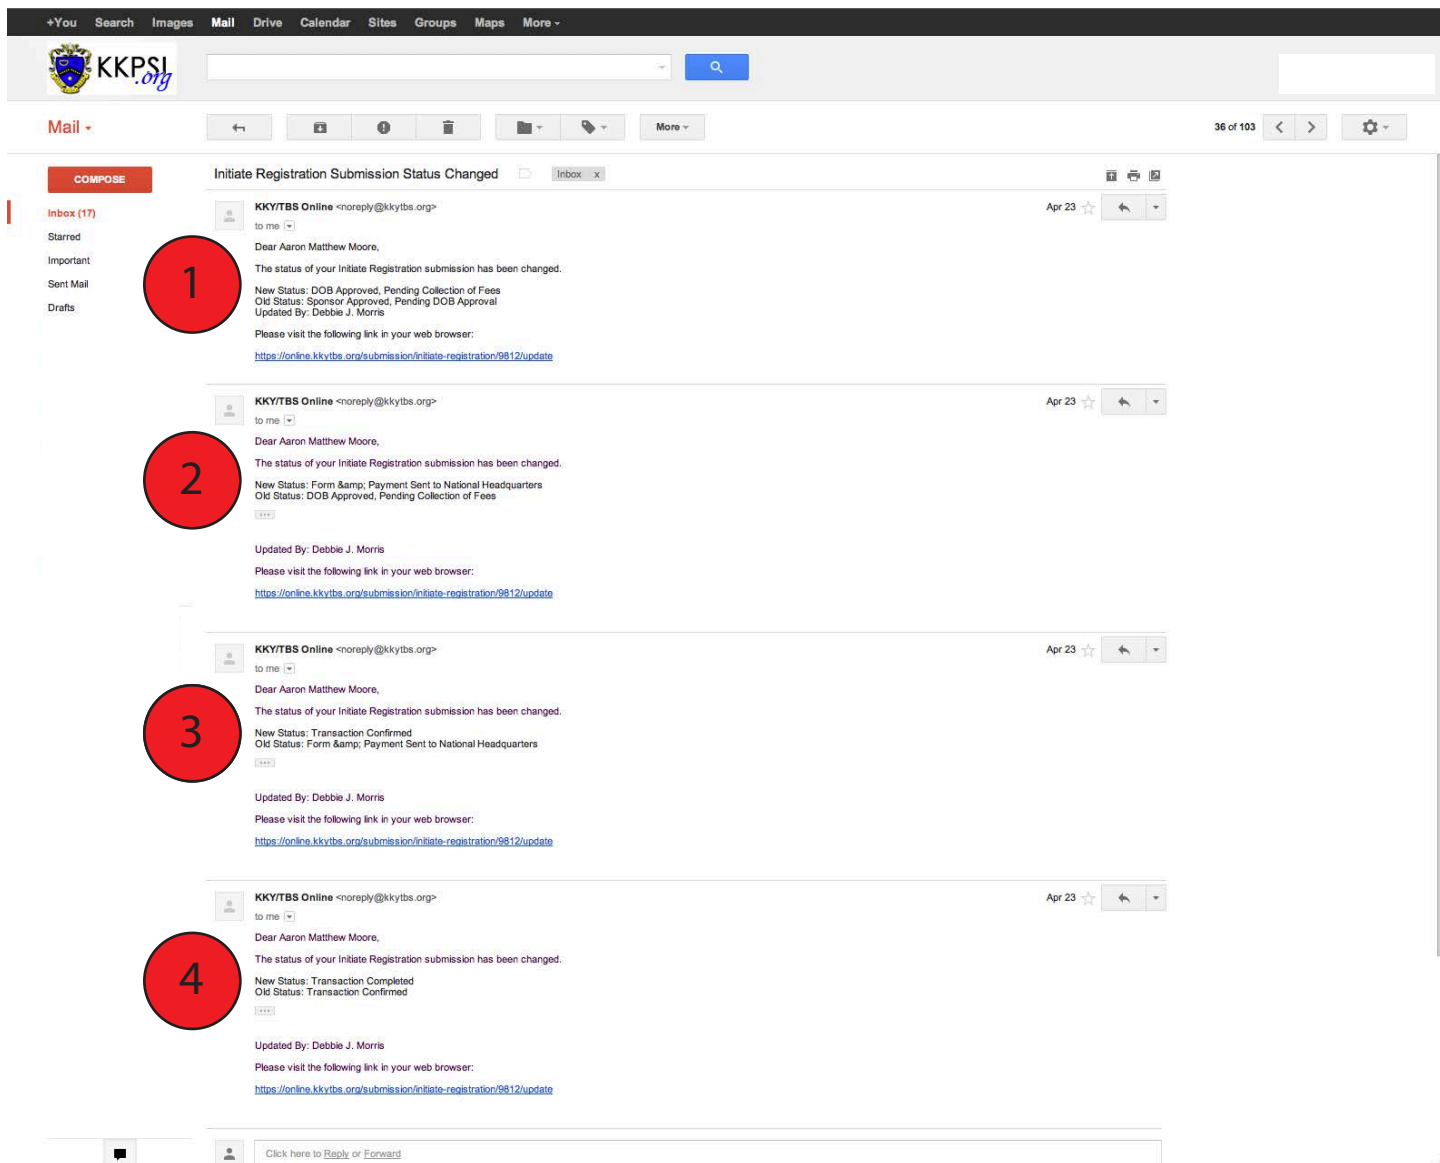 +You Search Images Mail Drive Calendar Sites Groups Maps More
KKPSI
.org
Mail
More
36 of 103
COMPOSE
Initiate Registration Submission Status Changed
Inbox x
Inbox (17)
Starred
Important
Sent Mail
Drafts
1
KKY/TBS Online <noreply@kkytbs.org>
Apr 23
to me
Dear Aaron Matthew Moore,
The status of your Initiate Registration submission has been changed.
New Status: DOB Approved, Pending Collection of Fees
Old Status: Sponsor Approved, Pending DOB Approval
Updated By: Debbie J. Morris
Please visit the following link in your web browser:
https://online.kkytbs.org/submission/initiate-registration/9812/update
2
KKY/TBS Online <noreply@kkytbs.org>
Apr 23
to me
Dear Aaron Matthew Moore,
The status of your Initiate Registration submission has been changed.
New Status: Form &amp; Payment Sent to National Headquarters
Old Status: DOB Approved, Pending Collection of Fees
Updated By: Debbie J. Morris
Please visit the following link in your web browser:
https://online.kkytbs.org/submission/initiate-registration/9812/update
3
KKY/TBS Online <noreply@kkytbs.org>
Apr 23
to me
Dear Aaron Matthew Moore,
The status of your Initiate Registration submission has been changed.
New Status: Transaction Confirmed
Old Status: Form &amp; Payment Sent to National Headquarters
Updated By: Debbie J. Morris
Please visit the following link in your web browser:
https://online.kkytbs.org/submission/initiate-registration/9812/update
4
KKY/TBS Online <noreply@kkytbs.org>
Apr 23
to me
Dear Aaron Matthew Moore,
The status of your Initiate Registration submission has been changed.
New Status: Transaction Completed
Old Status: Transaction Confirmed
Updated By: Debbie J. Morris
Please visit the following link in your web browser:
https://online.kkytbs.org/submission/initiate-registration/9812/update
Click here to Reply or Forward